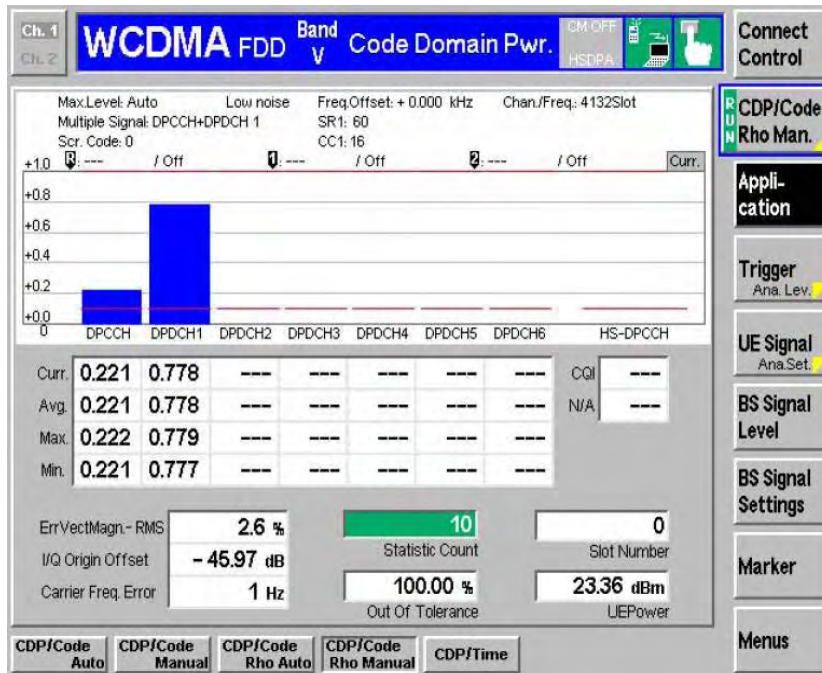 Ch. 1
Ch. 2
WCDMA FDD Band V Code Domain Pwr.
CM OFF
HSDPA
Connect Control
Max.Level: Auto Low noise Freq.Offset: + 0.000 kHz Chan./Freq.: 4132Slot
Multiple Signal: DPCCH+DPDCH 1 SR1: 60
Scr. Code: 0 CC1: 16
R: --- / Off 1: --- / Off 2: --- / Off Curr.
+1.0
+0.8
+0.6
+0.4
+0.2
+0.0
0 DPCCH DPDCH1 DPDCH2 DPDCH3 DPDCH4 DPDCH5 DPDCH6 HS-DPCCH
Curr. 0.221 0.778 --- --- --- --- --- CQI ---
Avg. 0.221 0.778 --- --- --- --- --- N/A ---
Max. 0.222 0.779 --- --- --- --- ---
Min. 0.221 0.777 --- --- --- --- ---
ErrVectMagn.- RMS 2.6 %
I/Q Origin Offset - 45.97 dB
Carrier Freq. Error 1 Hz
10
Statistic Count
100.00 %
Out Of Tolerance
0
Slot Number
23.36 dBm
UEPower
RUN
CDP/Code Rho Man.
Appli-
cation
Trigger
Ana. Lev.
UE Signal
Ana.Set.
BS Signal
Level
BS Signal
Settings
Marker
Menus
CDP/Code Auto
CDP/Code Manual
CDP/Code Rho Auto
CDP/Code Rho Manual
CDP/Time